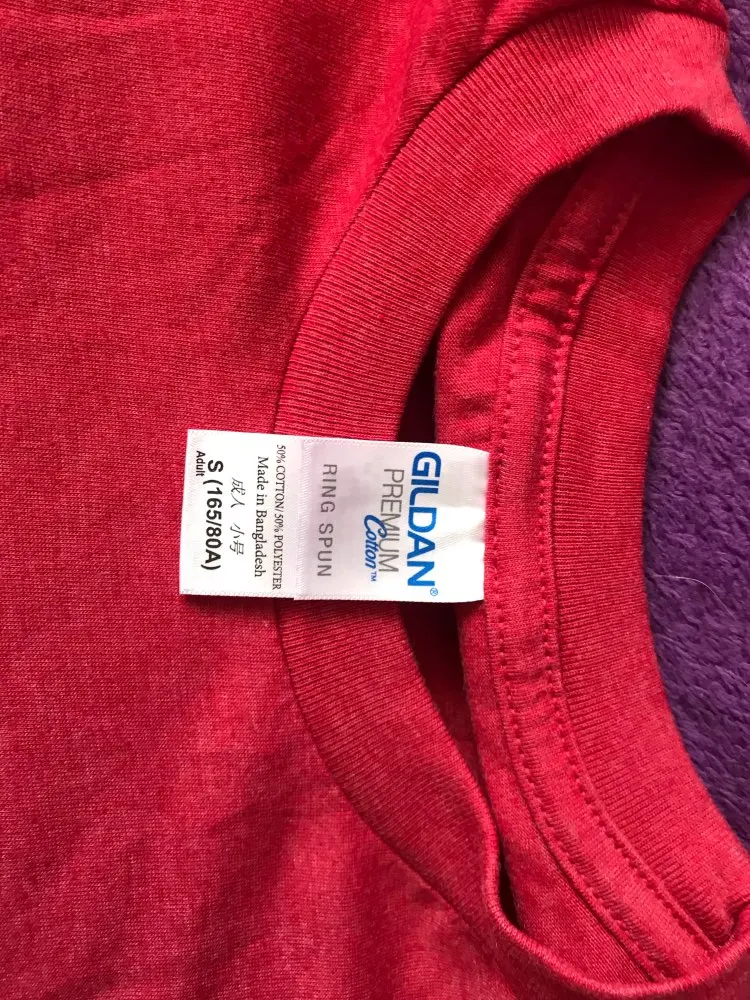 GILDAN®
PREMIUM
Cotton™
RING SPUN
50% COTTON/50% POLYESTER
Made in Bangladesh
成人 小号
S (165/80A)
Adult